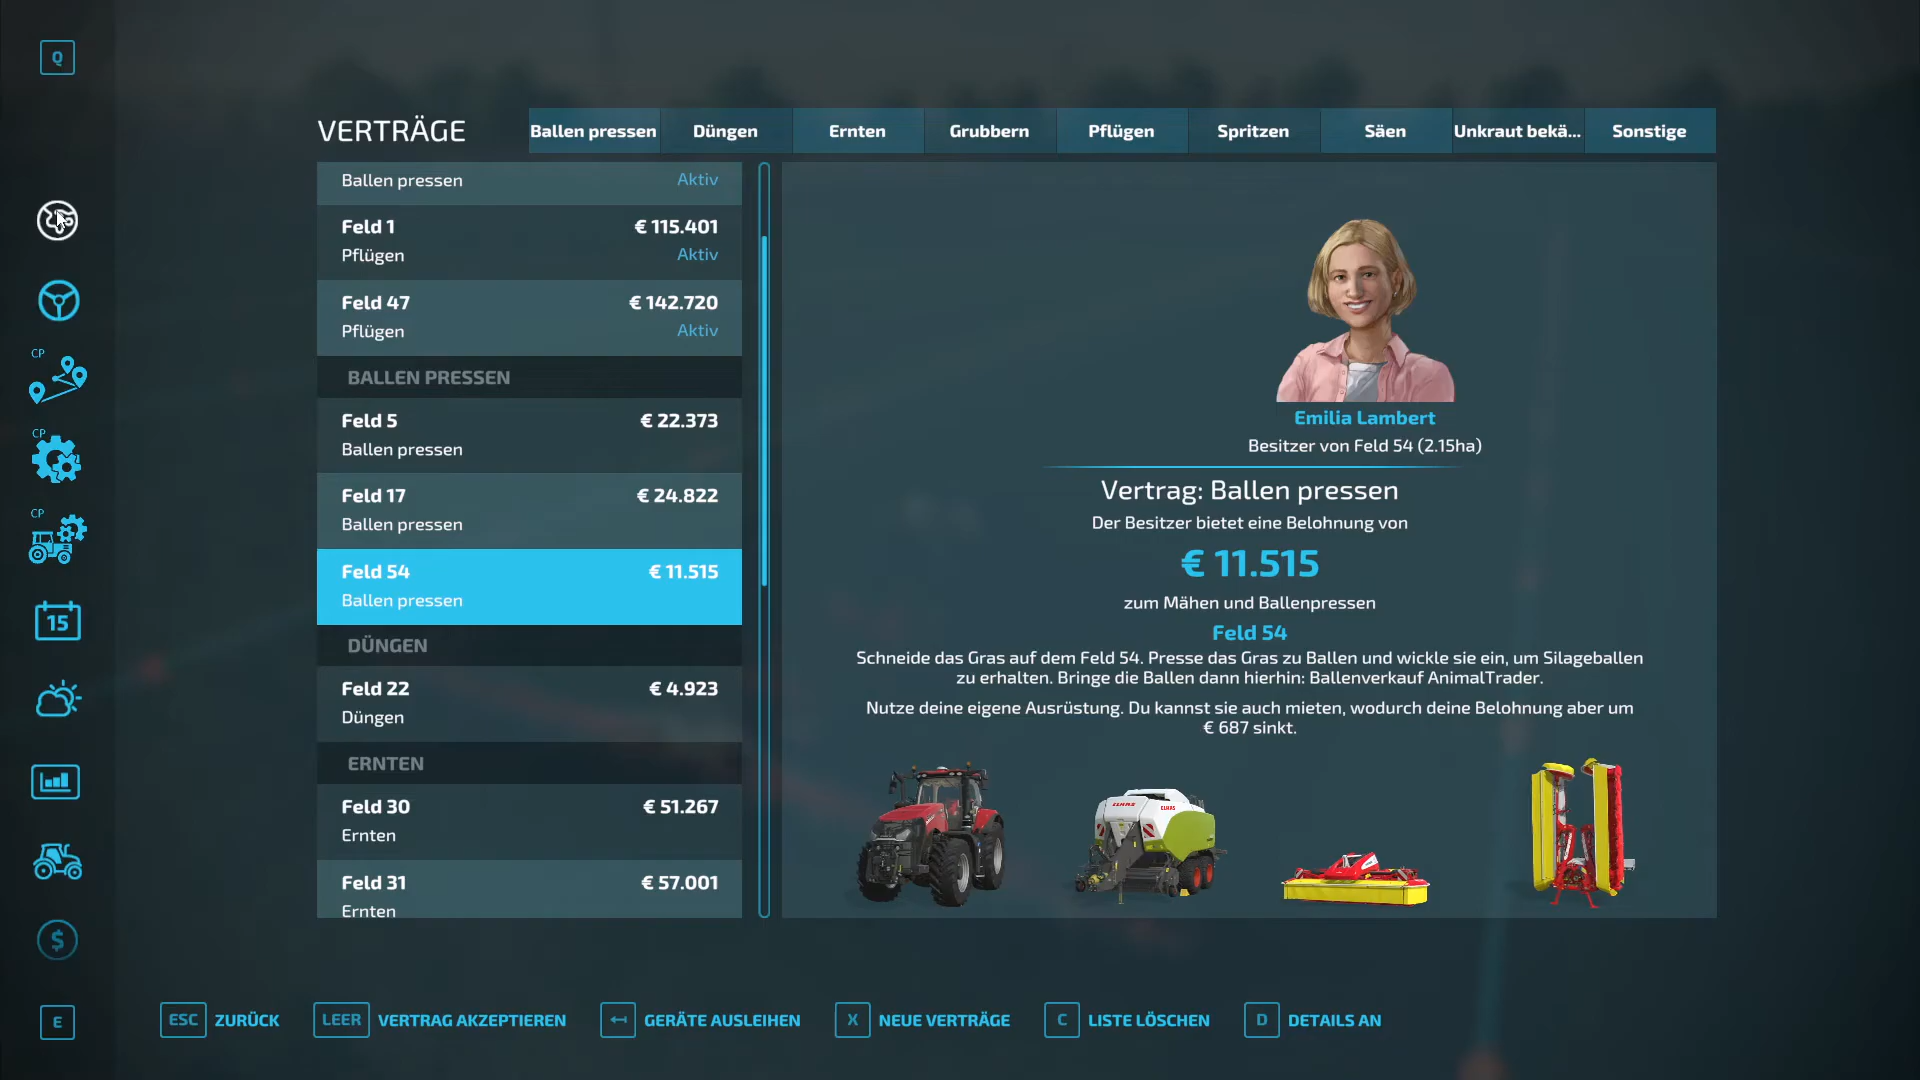 Q
VERTRÄGE
Ballen pressen
Düngen
Ernten
Grubbern
Pflügen
Spritzen
Säen
Unkraut bekä...
Sonstige
Ballen pressen Aktiv
Feld 1 € 115.401
Pflügen Aktiv
Feld 47 € 142.720
Pflügen Aktiv
BALLEN PRESSEN
Feld 5 € 22.373
Ballen pressen
Feld 17 € 24.822
Ballen pressen
Feld 54 € 11.515
Ballen pressen
DÜNGEN
Feld 22 € 4.923
Düngen
ERNTEN
Feld 30 € 51.267
Ernten
Feld 31 € 57.001
Ernten
Emilia Lambert
Besitzer von Feld 54 (2.15ha)
Vertrag: Ballen pressen
Der Besitzer bietet eine Belohnung von
€ 11.515
zum Mähen und Ballenpressen
Feld 54
Schneide das Gras auf dem Feld 54. Presse das Gras zu Ballen und wickle sie ein, um Silageballen
zu erhalten. Bringe die Ballen dann hierhin: Ballenverkauf AnimalTrader.
Nutze deine eigene Ausrüstung. Du kannst sie auch mieten, wodurch deine Belohnung aber um
€ 687 sinkt.
CLAAS
CLAAS
CP
CP
CP
15
$
E
ESC ZURÜCK
LEER VERTRAG AKZEPTIEREN
GERÄTE AUSLEIHEN
X NEUE VERTRÄGE
C LISTE LÖSCHEN
D DETAILS AN